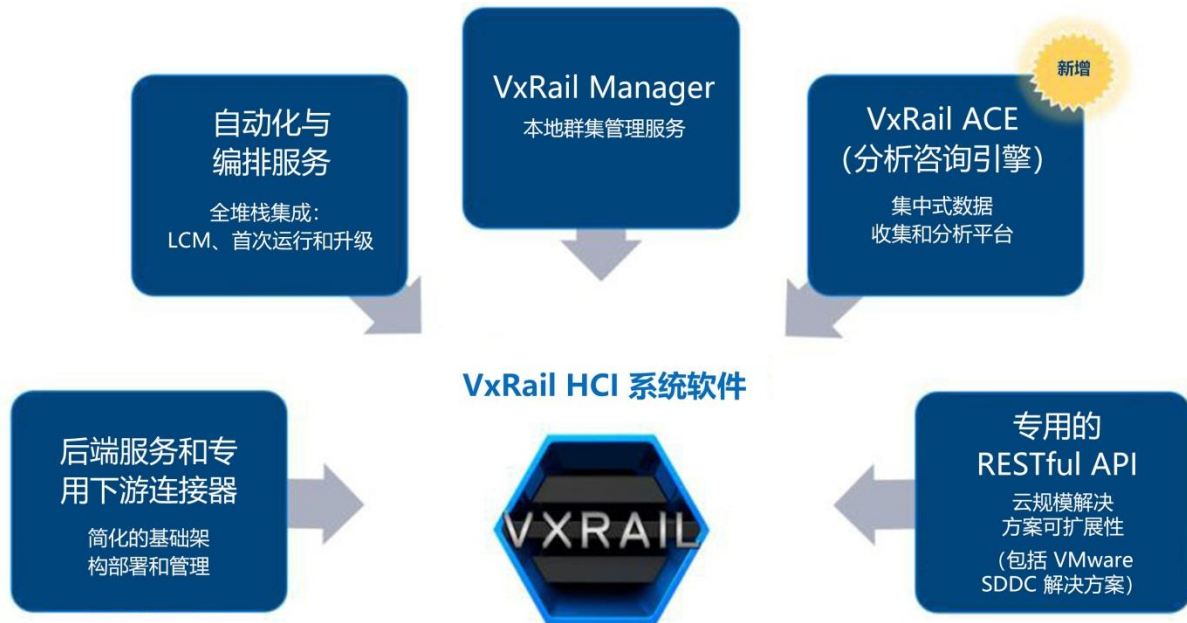 自动化与
编排服务
全堆栈集成：
LCM、首次运行和升级
VxRail Manager
本地群集管理服务
新增
VxRail ACE
（分析咨询引擎）
集中式数据
收集和分析平台
VxRail HCI 系统软件
后端服务和专
用下游连接器
简化的基础架
构部署和管理
VXRAIL
专用的
RESTful API
云规模解决
方案可扩展性
（包括 VMware
SDDC 解决方案）